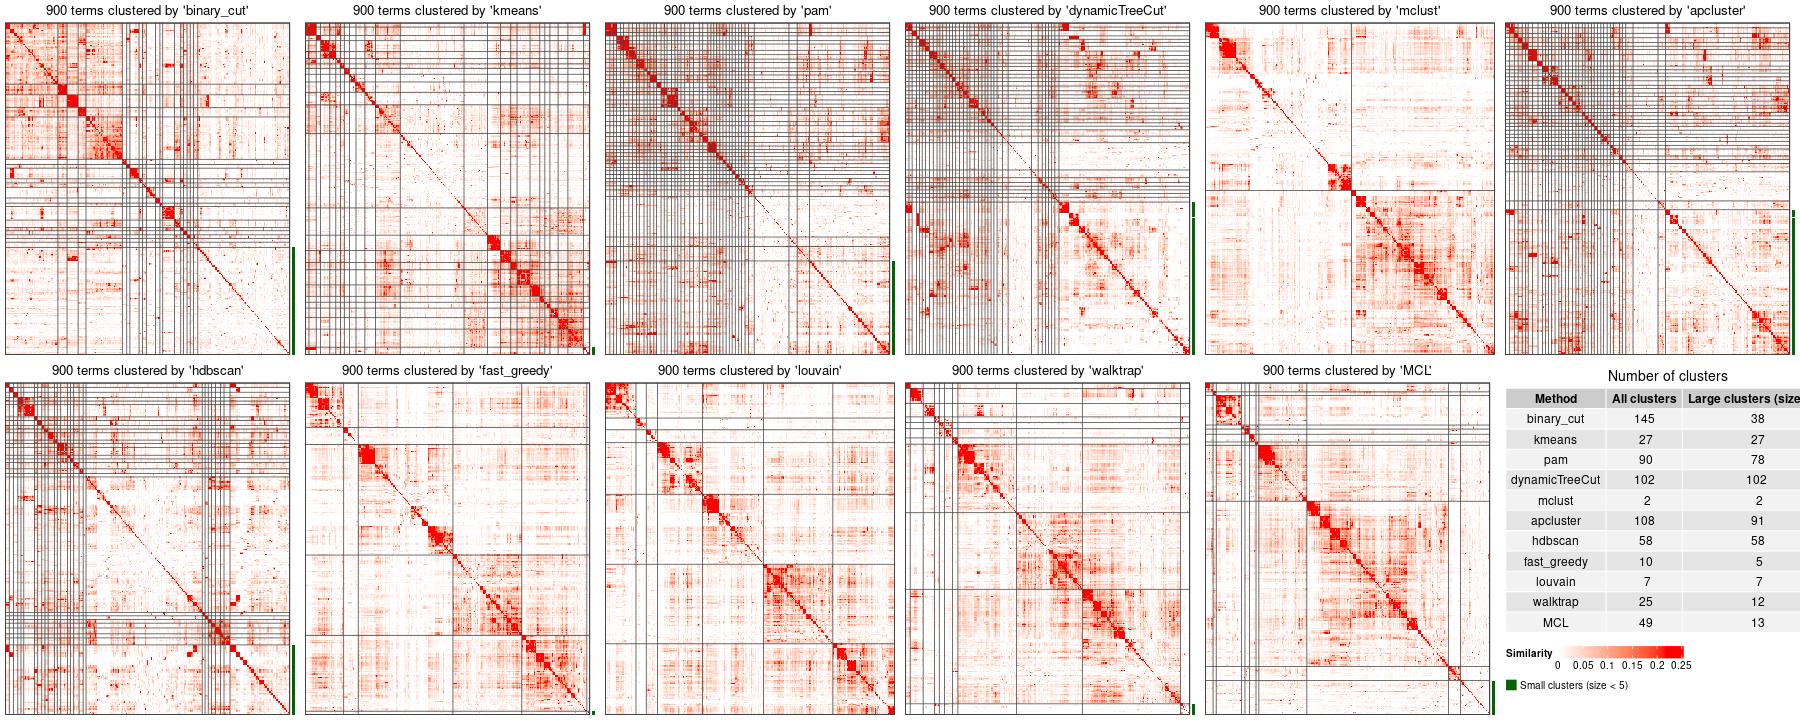 900 terms clustered by 'binary_cut'
900 terms clustered by 'kmeans'
900 terms clustered by 'pam'
900 terms clustered by 'dynamicTreeCut'
900 terms clustered by 'mclust'
900 terms clustered by 'apcluster'
900 terms clustered by 'hdbscan'
900 terms clustered by 'fast_greedy'
900 terms clustered by 'louvain'
900 terms clustered by 'walktrap'
900 terms clustered by 'MCL'
Number of clusters
Method All clusters Large clusters (size
binary_cut 145 38
kmeans 27 27
pam 90 78
dynamicTreeCut 102 102
mclust 2 2
apcluster 108 91
hdbscan 58 58
fast_greedy 10 5
louvain 7 7
walktrap 25 12
MCL 49 13
Similarity
0 0.05 0.1 0.15 0.2 0.25
Small clusters (size < 5)